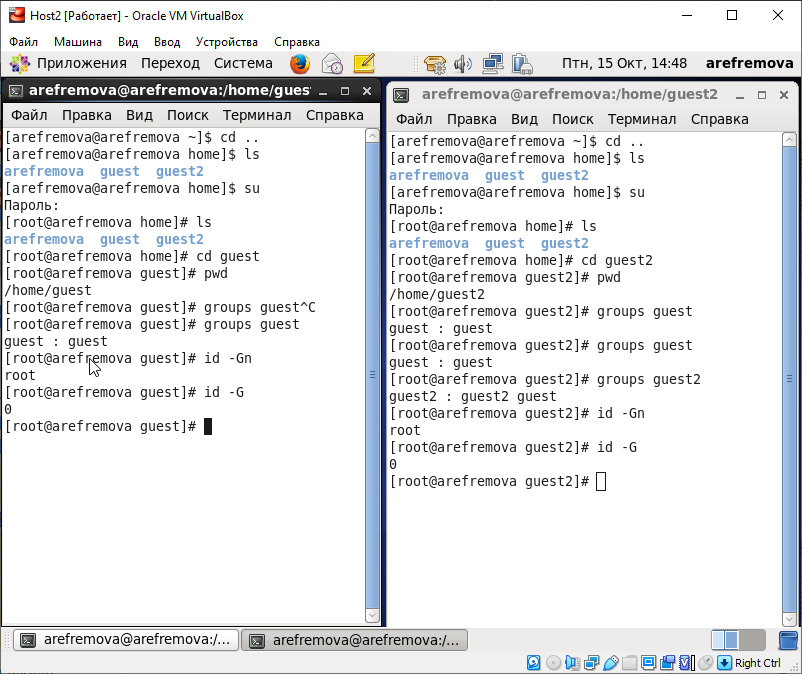 Host2 [Работает] - Oracle VM VirtualBox
Файл Машина Вид Ввод Устройства Справка
Приложения Переход Система Птн, 15 Окт, 14:48 arefremova
arefremova@arefremova:/home/gues
Файл Правка Вид Поиск Терминал Справка
[arefremova@arefremova ~]$ cd ..
[arefremova@arefremova home]$ ls
arefremova guest guest2
[arefremova@arefremova home]$ su
Пароль:
[root@arefremova home]# ls
arefremova guest guest2
[root@arefremova home]# cd guest
[root@arefremova guest]# pwd
/home/guest
[root@arefremova guest]# groups guest^C
[root@arefremova guest]# groups guest
guest : guest
[root@arefremova guest]# id -Gn
root
[root@arefremova guest]# id -G
0
[root@arefremova guest]#
arefremova@arefremova:/home/guest2
Файл Правка Вид Поиск Терминал Справка
[arefremova@arefremova ~]$ cd ..
[arefremova@arefremova home]$ ls
arefremova guest guest2
[arefremova@arefremova home]$ su
Пароль:
[root@arefremova home]# ls
arefremova guest guest2
[root@arefremova home]# cd guest2
[root@arefremova guest2]# pwd
/home/guest2
[root@arefremova guest2]# groups guest
guest : guest
[root@arefremova guest2]# groups guest
guest : guest
[root@arefremova guest2]# groups guest2
guest2 : guest2 guest
[root@arefremova guest2]# id -Gn
root
[root@arefremova guest2]# id -G
0
[root@arefremova guest2]#
arefremova@arefremova:/... arefremova@arefremova:/...
Right Ctrl